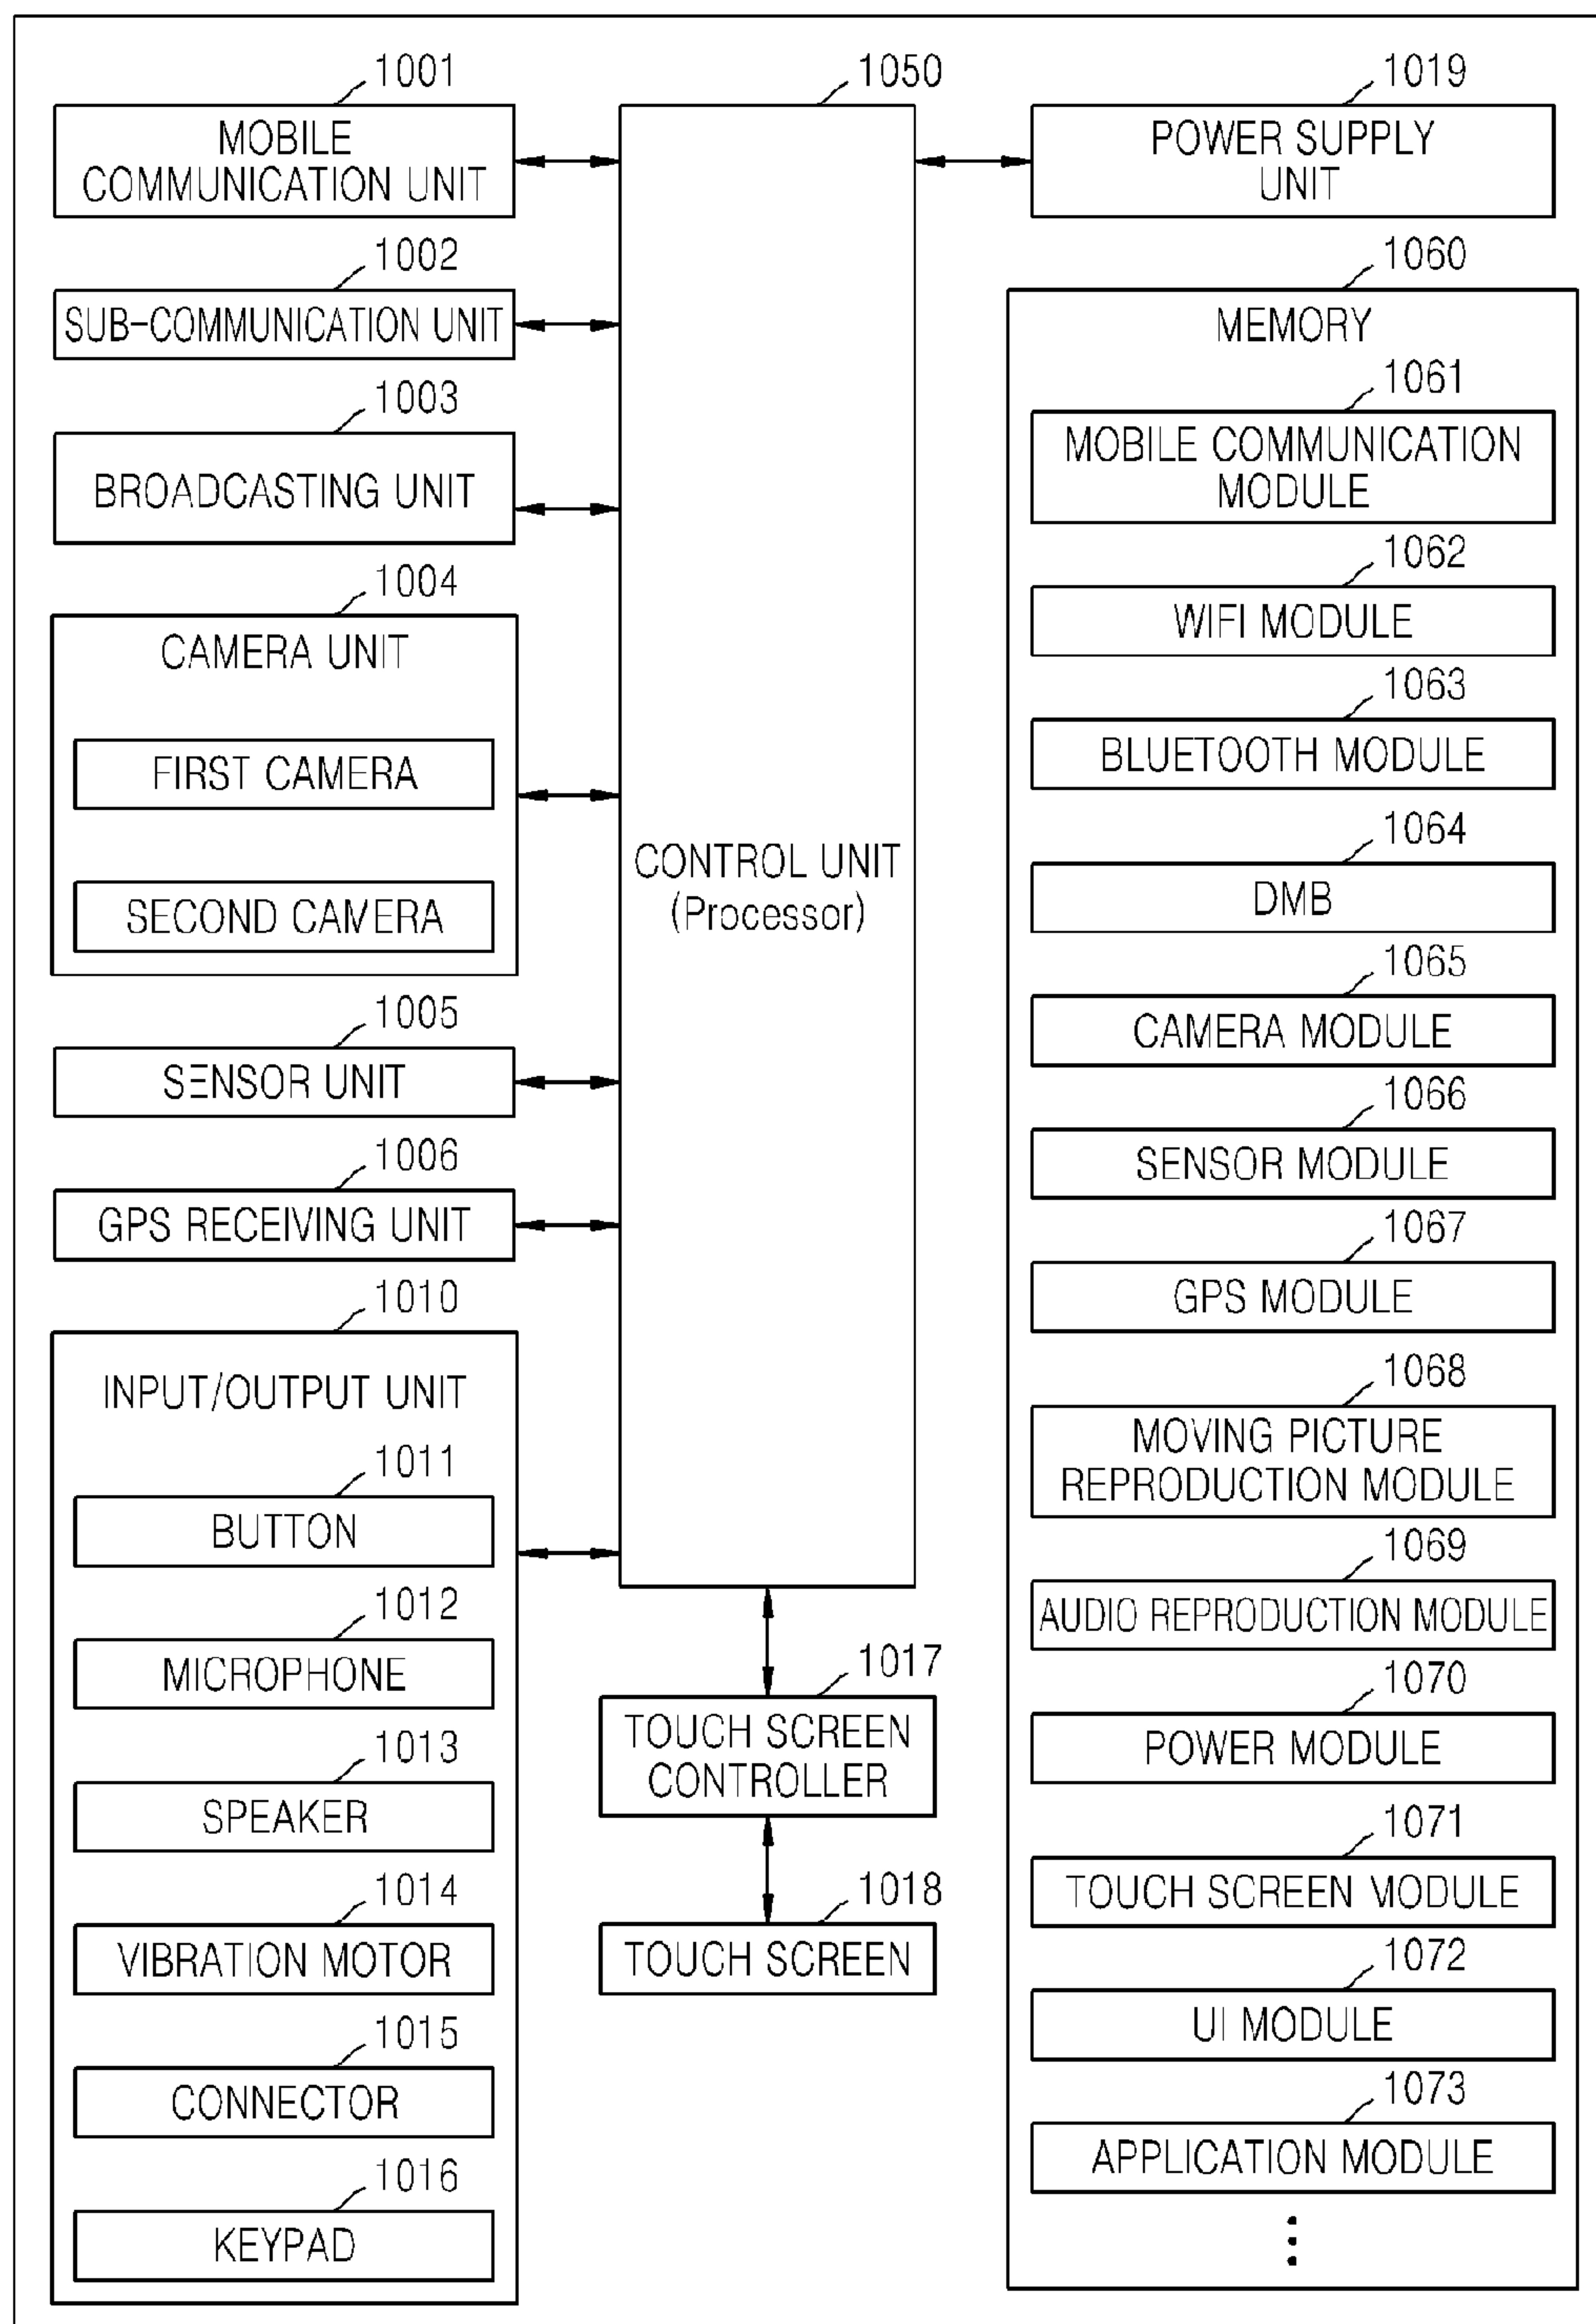 1001
MOBILE
COMMUNICATION UNIT
1002
SUB-COMMUNICATION UNIT
1003
BROADCASTING UNIT
1004
CAMERA UNIT
FIRST CAMERA
SECOND CAMERA
1005
SENSOR UNIT
1006
GPS RECEIVING UNIT
1010
INPUT/OUTPUT UNIT
1011
BUTTON
1012
MICROPHONE
1013
SPEAKER
1014
VIBRATION MOTOR
1015
CONNECTOR
1016
KEYPAD
1050
CONTROL UNIT
(Processor)
1017
TOUCH SCREEN
CONTROLLER
1018
TOUCH SCREEN
1019
POWER SUPPLY
UNIT
1060
MEMORY
1061
MOBILE COMMUNICATION
MODULE
1062
WIFI MODULE
1063
BLUETOOTH MODULE
1064
DMB
1065
CAMERA MODULE
1066
SENSOR MODULE
1067
GPS MODULE
1068
MOVING PICTURE
REPRODUCTION MODULE
1069
AUDIO REPRODUCTION MODULE
1070
POWER MODULE
1071
TOUCH SCREEN MODULE
1072
UI MODULE
1073
APPLICATION MODULE